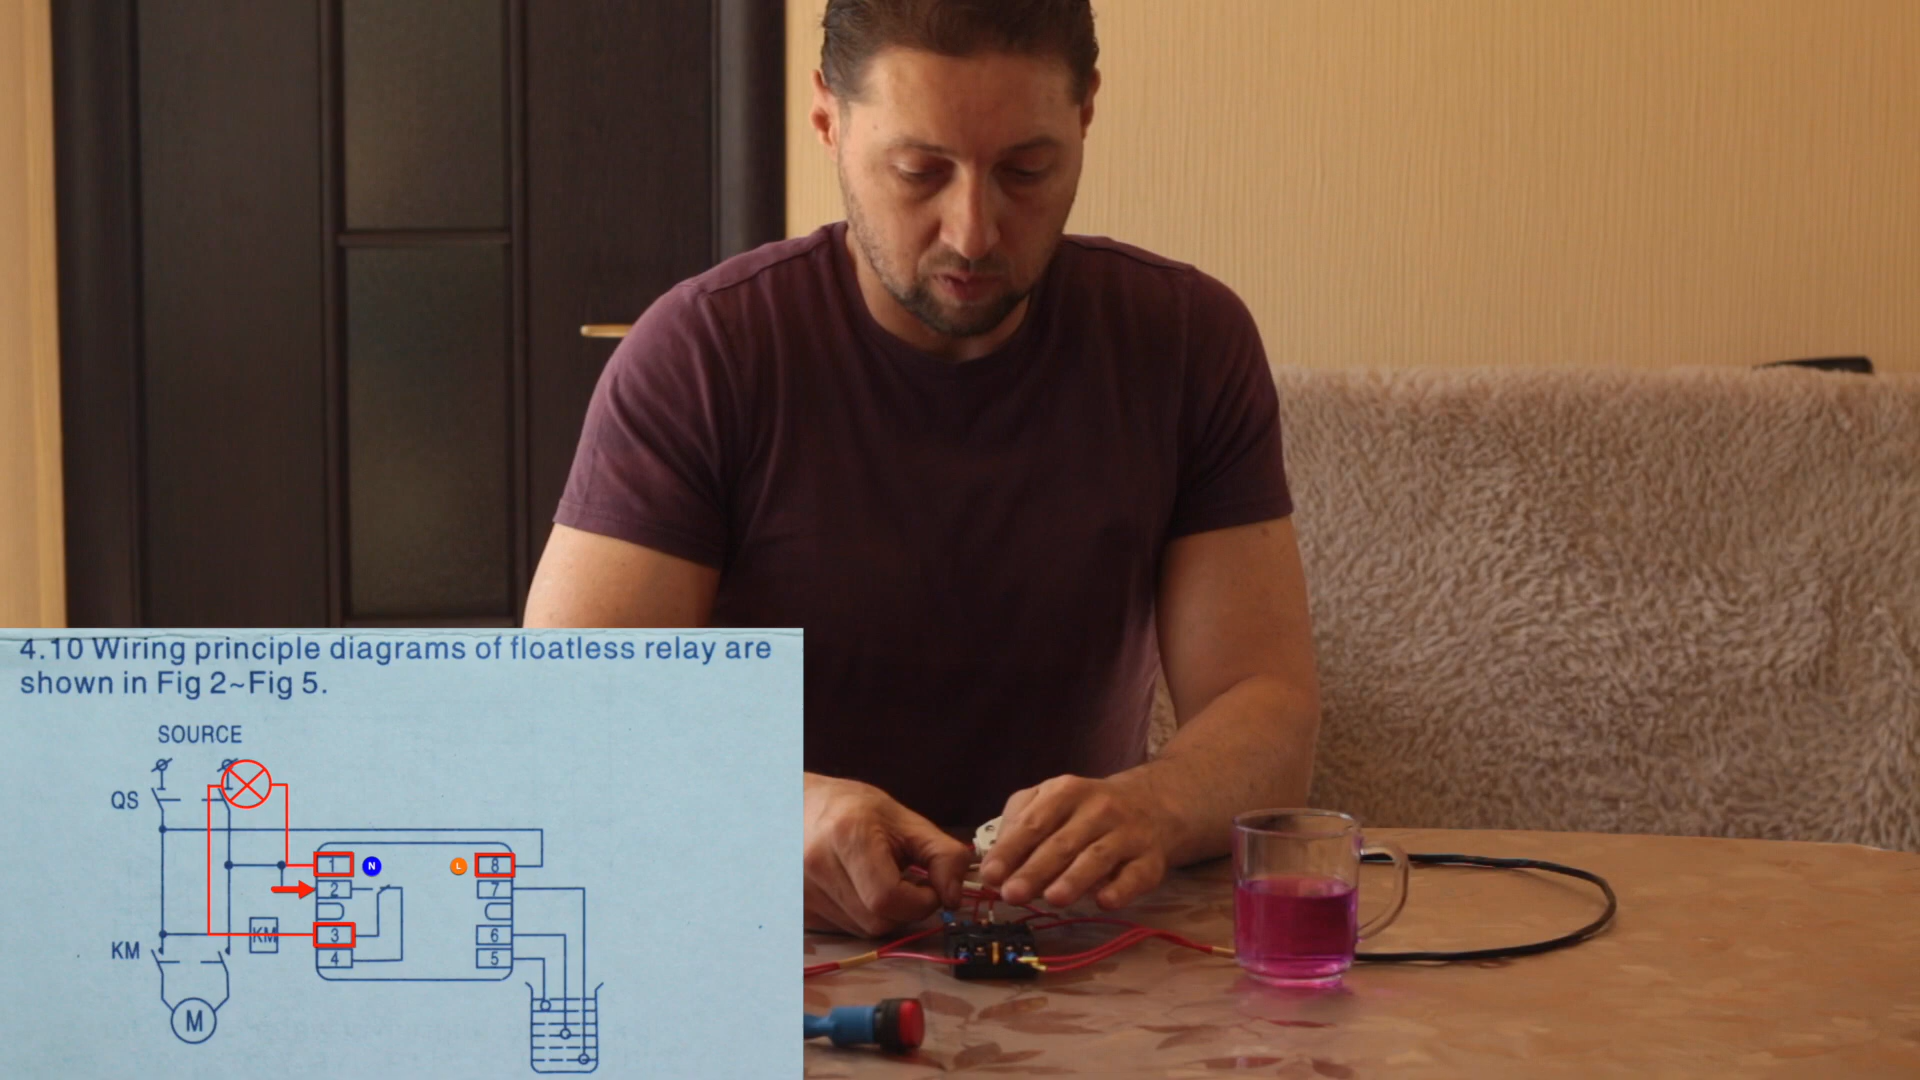 4.10 Wiring principle diagrams of floatless relay are
shown in Fig 2~Fig 5.
SOURCE
QS
1 N L 8
2 7
KM 3 6
KM 4 5
M